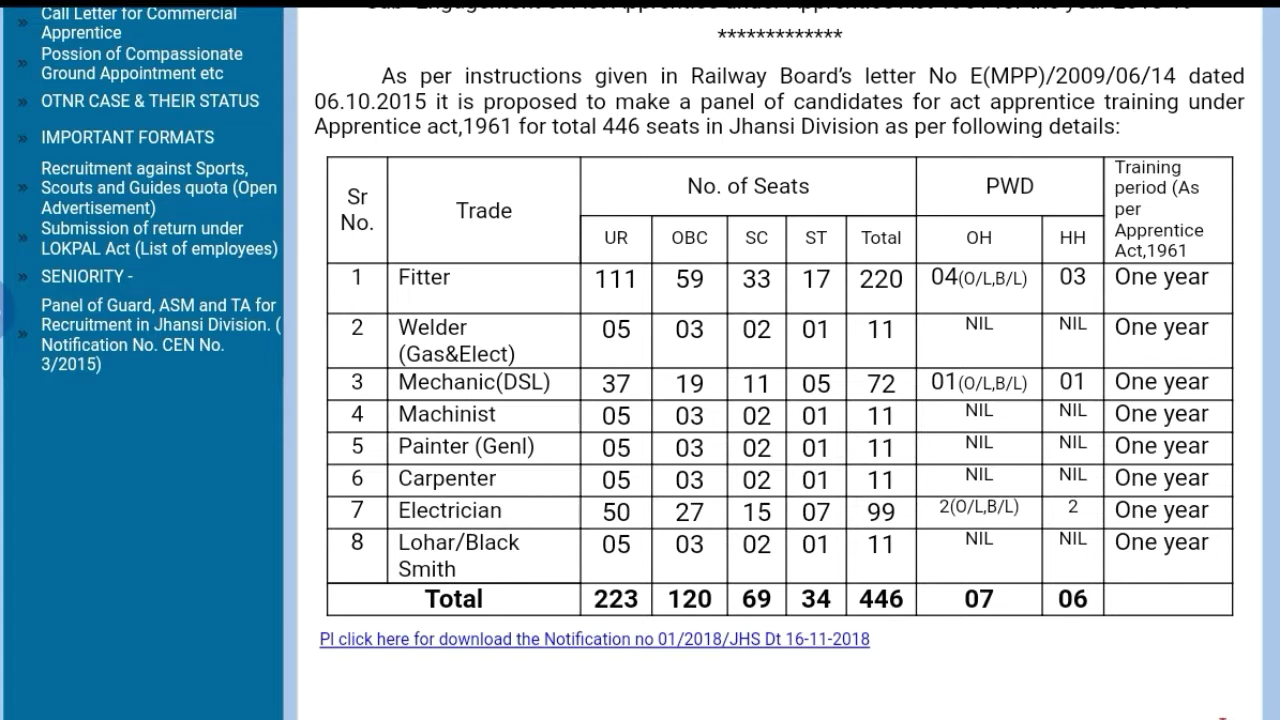 Call Letter for Commercial
Apprentice
Possion of Compassionate
Ground Appointment etc
OTNR CASE & THEIR STATUS
IMPORTANT FORMATS
Recruitment against Sports,
Scouts and Guides quota (Open
Advertisement)
Submission of return under
LOKPAL Act (List of employees)
SENIORITY -
Panel of Guard, ASM and TA for
Recruitment in Jhansi Division. (
Notification No. CEN No.
3/2015)
*************
As per instructions given in Railway Board's letter No E(MPP)/2009/06/14 dated
06.10.2015 it is proposed to make a panel of candidates for act apprentice training under
Apprentice act,1961 for total 446 seats in Jhansi Division as per following details:
Sr No. Trade No. of Seats PWD Training period (As per Apprentice Act,1961
UR OBC SC ST Total OH HH
1 Fitter 111 59 33 17 220 04(O/L,B/L) 03 One year
2 Welder (Gas&Elect) 05 03 02 01 11 NIL NIL One year
3 Mechanic(DSL) 37 19 11 05 72 01(O/L,B/L) 01 One year
4 Machinist 05 03 02 01 11 NIL NIL One year
5 Painter (Genl) 05 03 02 01 11 NIL NIL One year
6 Carpenter 05 03 02 01 11 NIL NIL One year
7 Electrician 50 27 15 07 99 2(O/L,B/L) 2 One year
8 Lohar/Black Smith 05 03 02 01 11 NIL NIL One year
Total 223 120 69 34 446 07 06
Pl click here for download the Notification no 01/2018/JHS Dt 16-11-2018